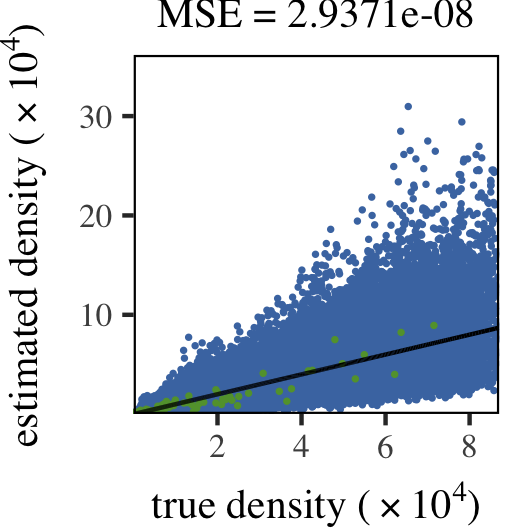 MSE = 2.9371e-08
estimated density ( × 10⁴)
30
20
10
2 4 6 8
true density ( × 10⁴)